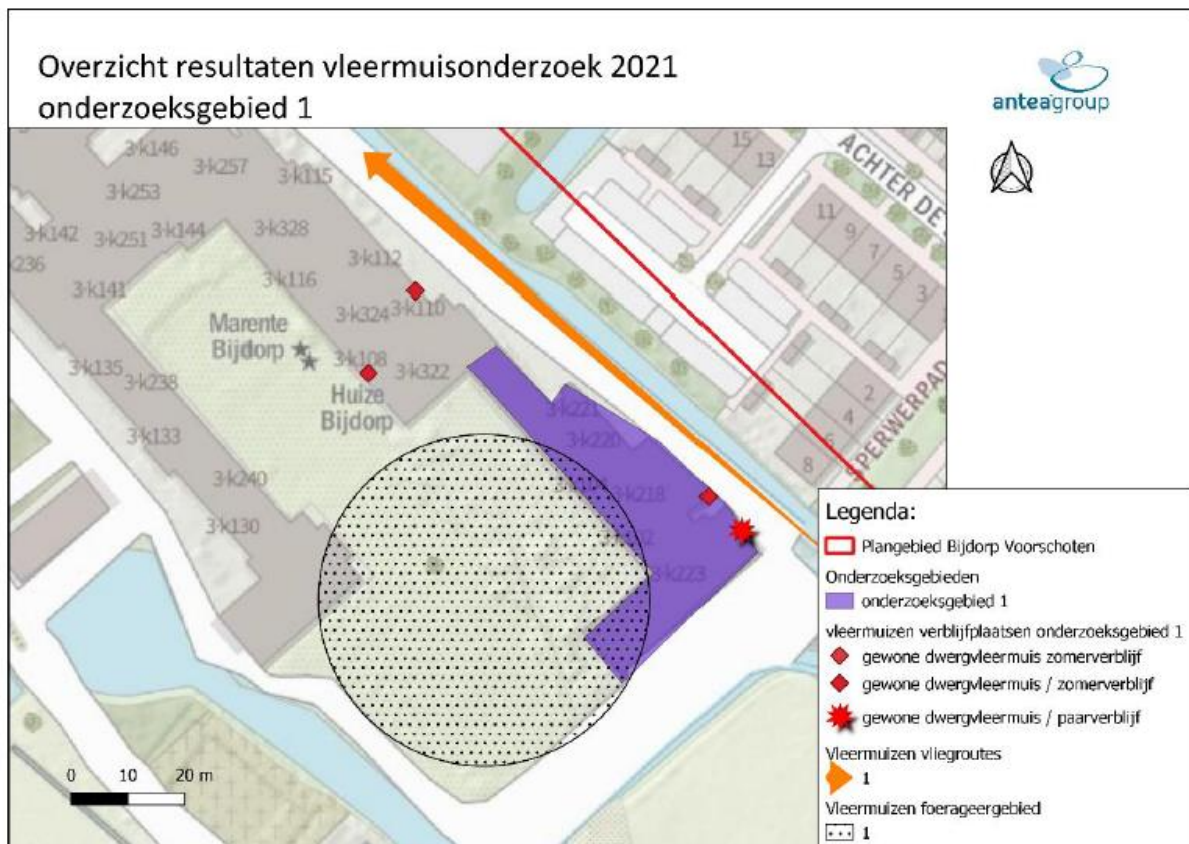 Overzicht resultaten vleermuisonderzoek 2021
onderzoeksgebied 1
anteagroup
3-k146
3-k257
3-k115
3-k253
3-k142
3-k251
3-k144
3-k328
3-k112
k236
3-k141
3-k116
3-k324
3-k110
Marente
Bijdorp
3-k108
3-k322
3-k135
3-k238
Huize
Bijdorp
3-k221
3-k133
3-k220
3-k240
3-k218
3-k130
3-k223
15
13
ACHTER DE
11
9
7
5
3
2
4
6
8
SPERWERPAD
0 10 20 m
Legenda:
Plangebied Bijdorp Voorschoten
Onderzoeksgebieden
onderzoeksgebied 1
vleermuizen verblijfplaatsen onderzoeksgebied 1
gewone dwergvleermuis zomerverblijf
gewone dwergvleermuis / zomerverblijf
gewone dwergvleermuis / paarverblijf
Vleermuizen vliegroutes
1
Vleermuizen foerageergebied
1